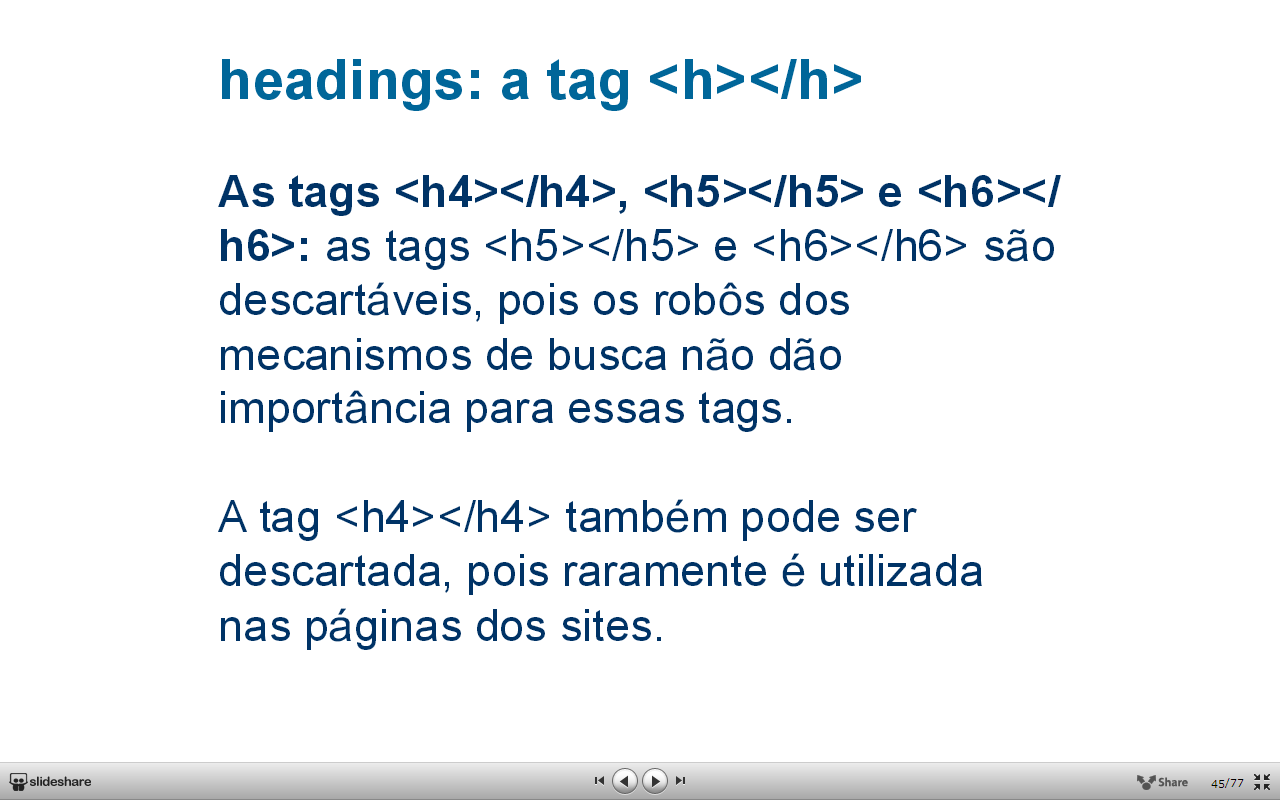 headings: a tag <h></h>
As tags <h4></h4>, <h5></h5> e <h6></
h6>: as tags <h5></h5> e <h6></h6> são
descartáveis, pois os robôs dos
mecanismos de busca não dão
importância para essas tags.
A tag <h4></h4> também pode ser
descartada, pois raramente é utilizada
nas páginas dos sites.
slideshare
Share
45/77